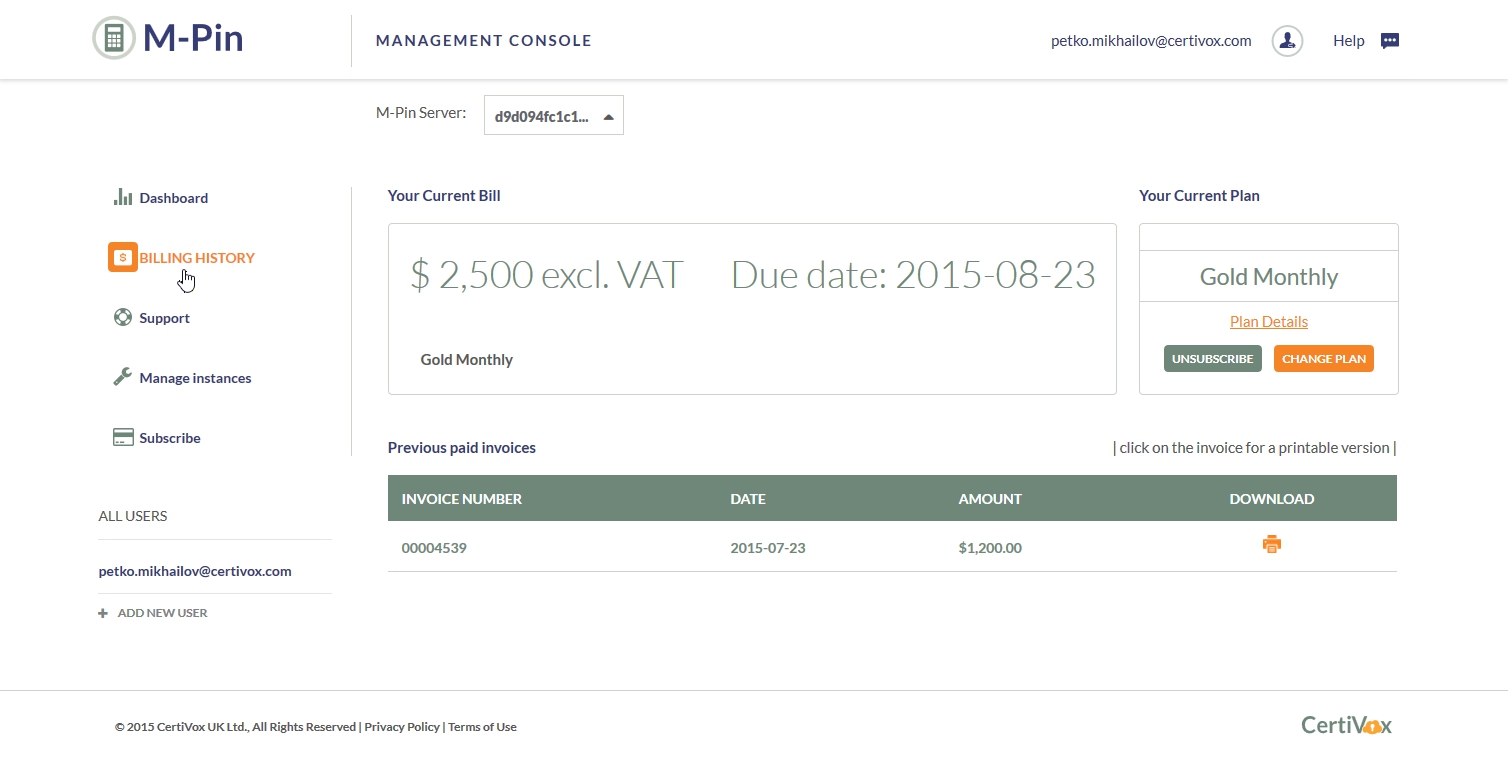 M-Pin
MANAGEMENT CONSOLE
petko.mikhailov@certivox.com
Help
M-Pin Server:
d9d094fc1c1...
Dashboard
BILLING HISTORY
Support
Manage instances
Subscribe
ALL USERS
petko.mikhailov@certivox.com
ADD NEW USER
Your Current Bill
$ 2,500 excl. VAT Due date: 2015-08-23
Gold Monthly
Your Current Plan
Gold Monthly
Plan Details
UNSUBSCRIBE CHANGE PLAN
Previous paid invoices | click on the invoice for a printable version |
INVOICE NUMBER DATE AMOUNT DOWNLOAD
00004539 2015-07-23 $1,200.00
© 2015 CertiVox UK Ltd., All Rights Reserved | Privacy Policy | Terms of Use
CertiVox